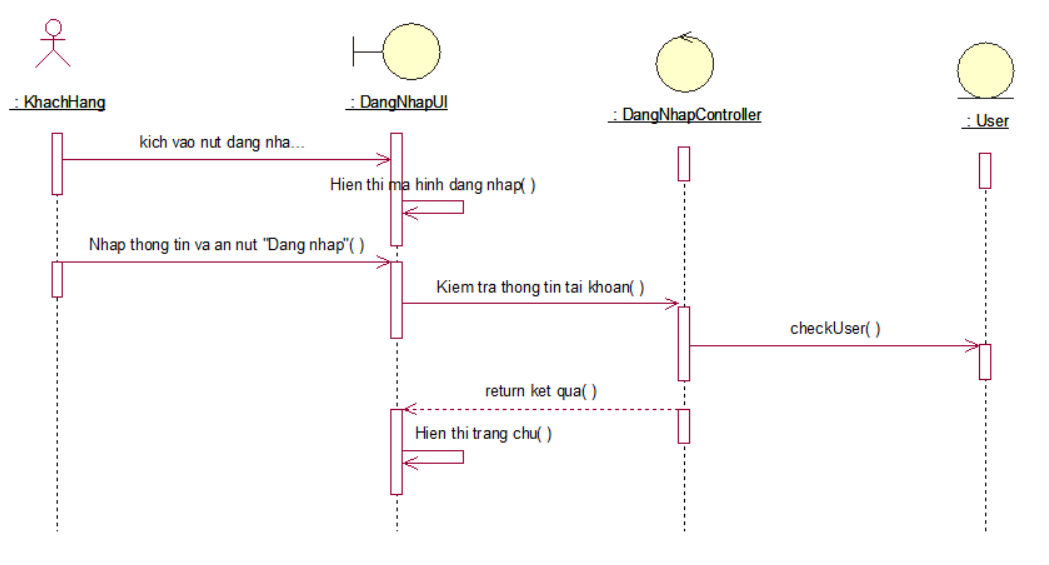 : KhachHang
: DangNhapUI
: DangNhapController
: User
kich vao nut dang nha...
Hien thi ma hinh dang nhap( )
Nhap thong tin va an nut "Dang nhap"( )
Kiem tra thong tin tai khoan( )
checkUser( )
return ket qua( )
Hien thi trang chu( )